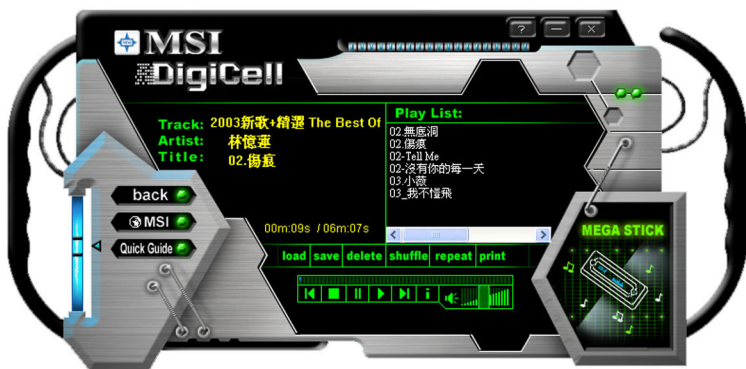 MSI
DigiCell
Track: 2003新歌+精選 The Best Of
Artist: 林憶蓮
Title: 02.傷痕
Play List:
02.無底洞
02.傷痕
02-Tell Me
02-沒有你的每一天
03.小薇
03_我不懂飛
back
MSI
Quick Guide
00m:09s / 06m:07s
load save delete shuffle repeat print
MEGA STICK